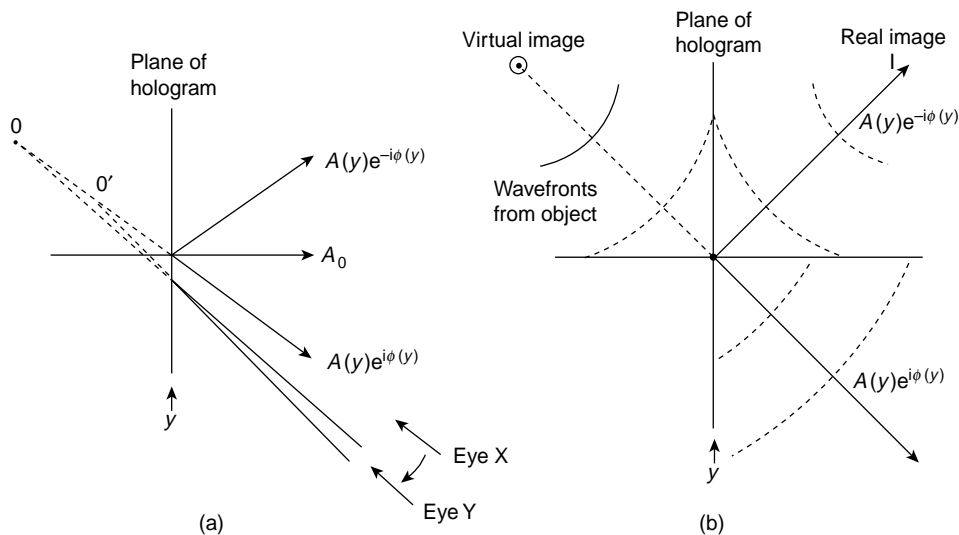 Plane of
hologram
0
0′
A(y)e^{−iϕ(y)}
A_0
A(y)e^{iϕ(y)}
y
Eye X
Eye Y
(a)
Virtual image
Plane of
hologram
Real image
I
A(y)e^{−iϕ(y)}
Wavefronts
from object
A(y)e^{iϕ(y)}
y
(b)